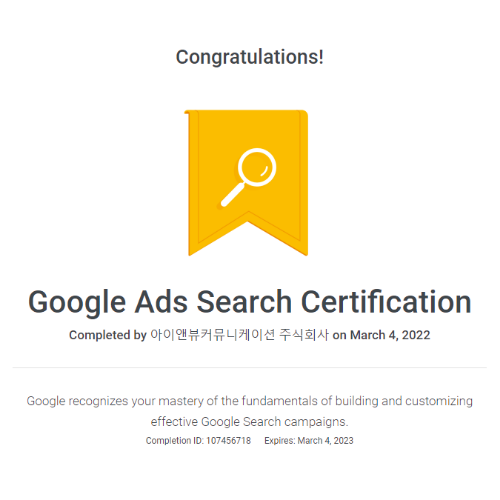 Congratulations!
Google Ads Search Certification
Completed by 아이앤뷰커뮤니케이션 주식회사 on March 4, 2022
Google recognizes your mastery of the fundamentals of building and customizing
effective Google Search campaigns.
Completion ID: 107456718 Expires: March 4, 2023